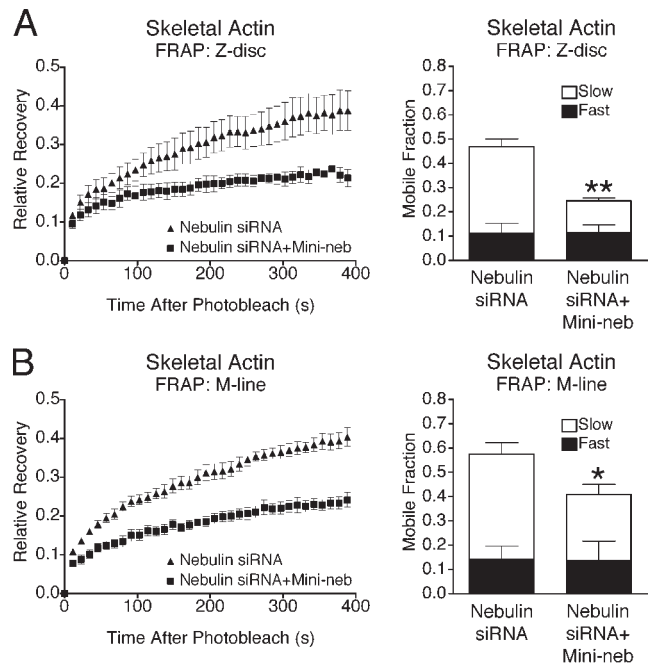 A
Skeletal Actin
FRAP: Z-disc
Relative Recovery
0.5
0.4
0.3
0.2
0.1
0.0
0
100
200
300
400
Time After Photobleach (s)
▲ Nebulin siRNA
■ Nebulin siRNA+Mini-neb
Skeletal Actin
FRAP: Z-disc
Mobile Fraction
0.8
0.7
0.6
0.5
0.4
0.3
0.2
0.1
0.0
Slow
Fast
**
Nebulin
siRNA
Nebulin
siRNA+
Mini-neb
B
Skeletal Actin
FRAP: M-line
Relative Recovery
0.5
0.4
0.3
0.2
0.1
0.0
0
100
200
300
400
Time After Photobleach (s)
▲ Nebulin siRNA
■ Nebulin siRNA+Mini-neb
Skeletal Actin
FRAP: M-line
Mobile Fraction
0.8
0.7
0.6
0.5
0.4
0.3
0.2
0.1
0.0
Slow
Fast
*
Nebulin
siRNA
Nebulin
siRNA+
Mini-neb